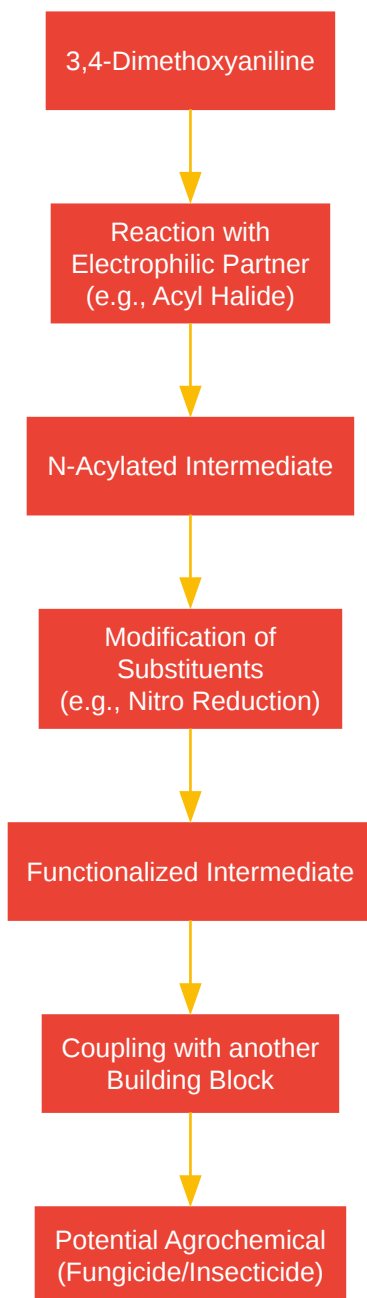 3,4-Dimethoxyaniline
Reaction with
Electrophilic Partner
(e.g., Acyl Halide)
N-Acylated Intermediate
Modification of
Substituents
(e.g., Nitro Reduction)
Functionalized Intermediate
Coupling with another
Building Block
Potential Agrochemical
(Fungicide/Insecticide)